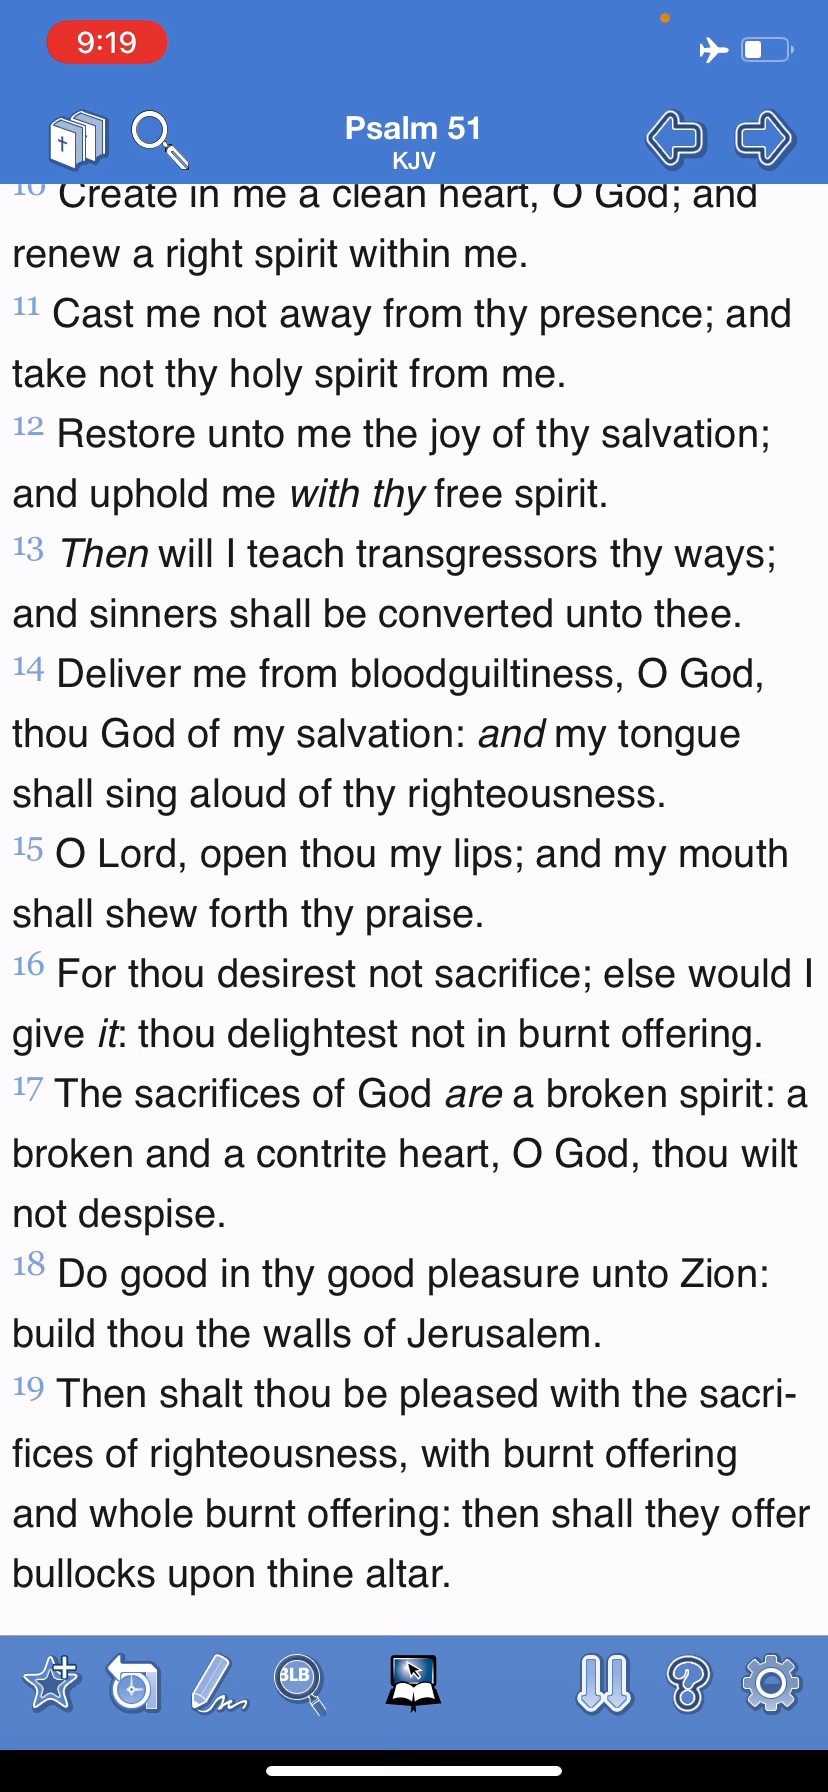 9:19
Psalm 51
KJV
10 Create in me a clean heart, O God; and
renew a right spirit within me.
11 Cast me not away from thy presence; and
take not thy holy spirit from me.
12 Restore unto me the joy of thy salvation;
and uphold me with thy free spirit.
13 Then will I teach transgressors thy ways;
and sinners shall be converted unto thee.
14 Deliver me from bloodguiltiness, O God,
thou God of my salvation: and my tongue
shall sing aloud of thy righteousness.
15 O Lord, open thou my lips; and my mouth
shall shew forth thy praise.
16 For thou desirest not sacrifice; else would I
give it: thou delightest not in burnt offering.
17 The sacrifices of God are a broken spirit: a
broken and a contrite heart, O God, thou wilt
not despise.
18 Do good in thy good pleasure unto Zion:
build thou the walls of Jerusalem.
19 Then shalt thou be pleased with the sacri-
fices of righteousness, with burnt offering
and whole burnt offering: then shall they offer
bullocks upon thine altar.
BLB